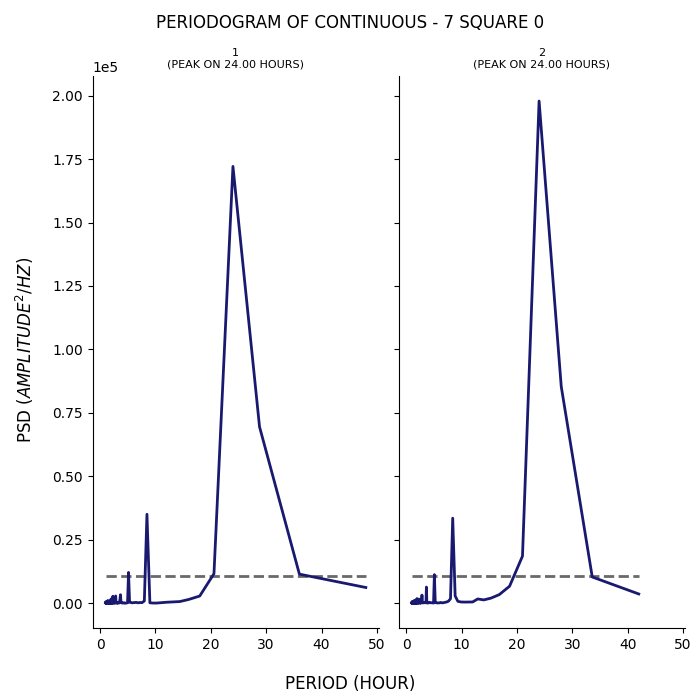 PERIODOGRAM OF CONTINUOUS - 7 SQUARE 0
1
(PEAK ON 24.00 HOURS)
2
(PEAK ON 24.00 HOURS)
1e5
2.00
1.75
1.50
1.25
1.00
0.75
0.50
0.25
0.00
PSD (AMPLITUDE²/HZ)
0 10 20 30 40 50
0 10 20 30 40 50
PERIOD (HOUR)